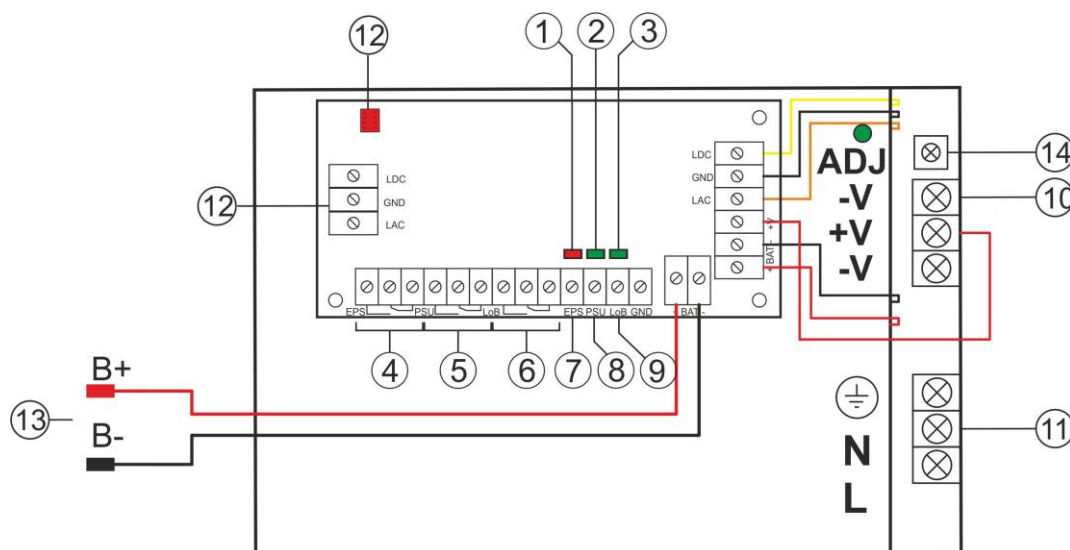 1 2 3
12
LDC
GND
LAC
12
LDC
GND
LAC
+V
+ BAT -
ADJ
-V
+V
-V
14
10
EPS PSU LoB EPS PSU LoB GND + BAT -
4 5 6 7 8 9
B+
13
B-
N
L
11